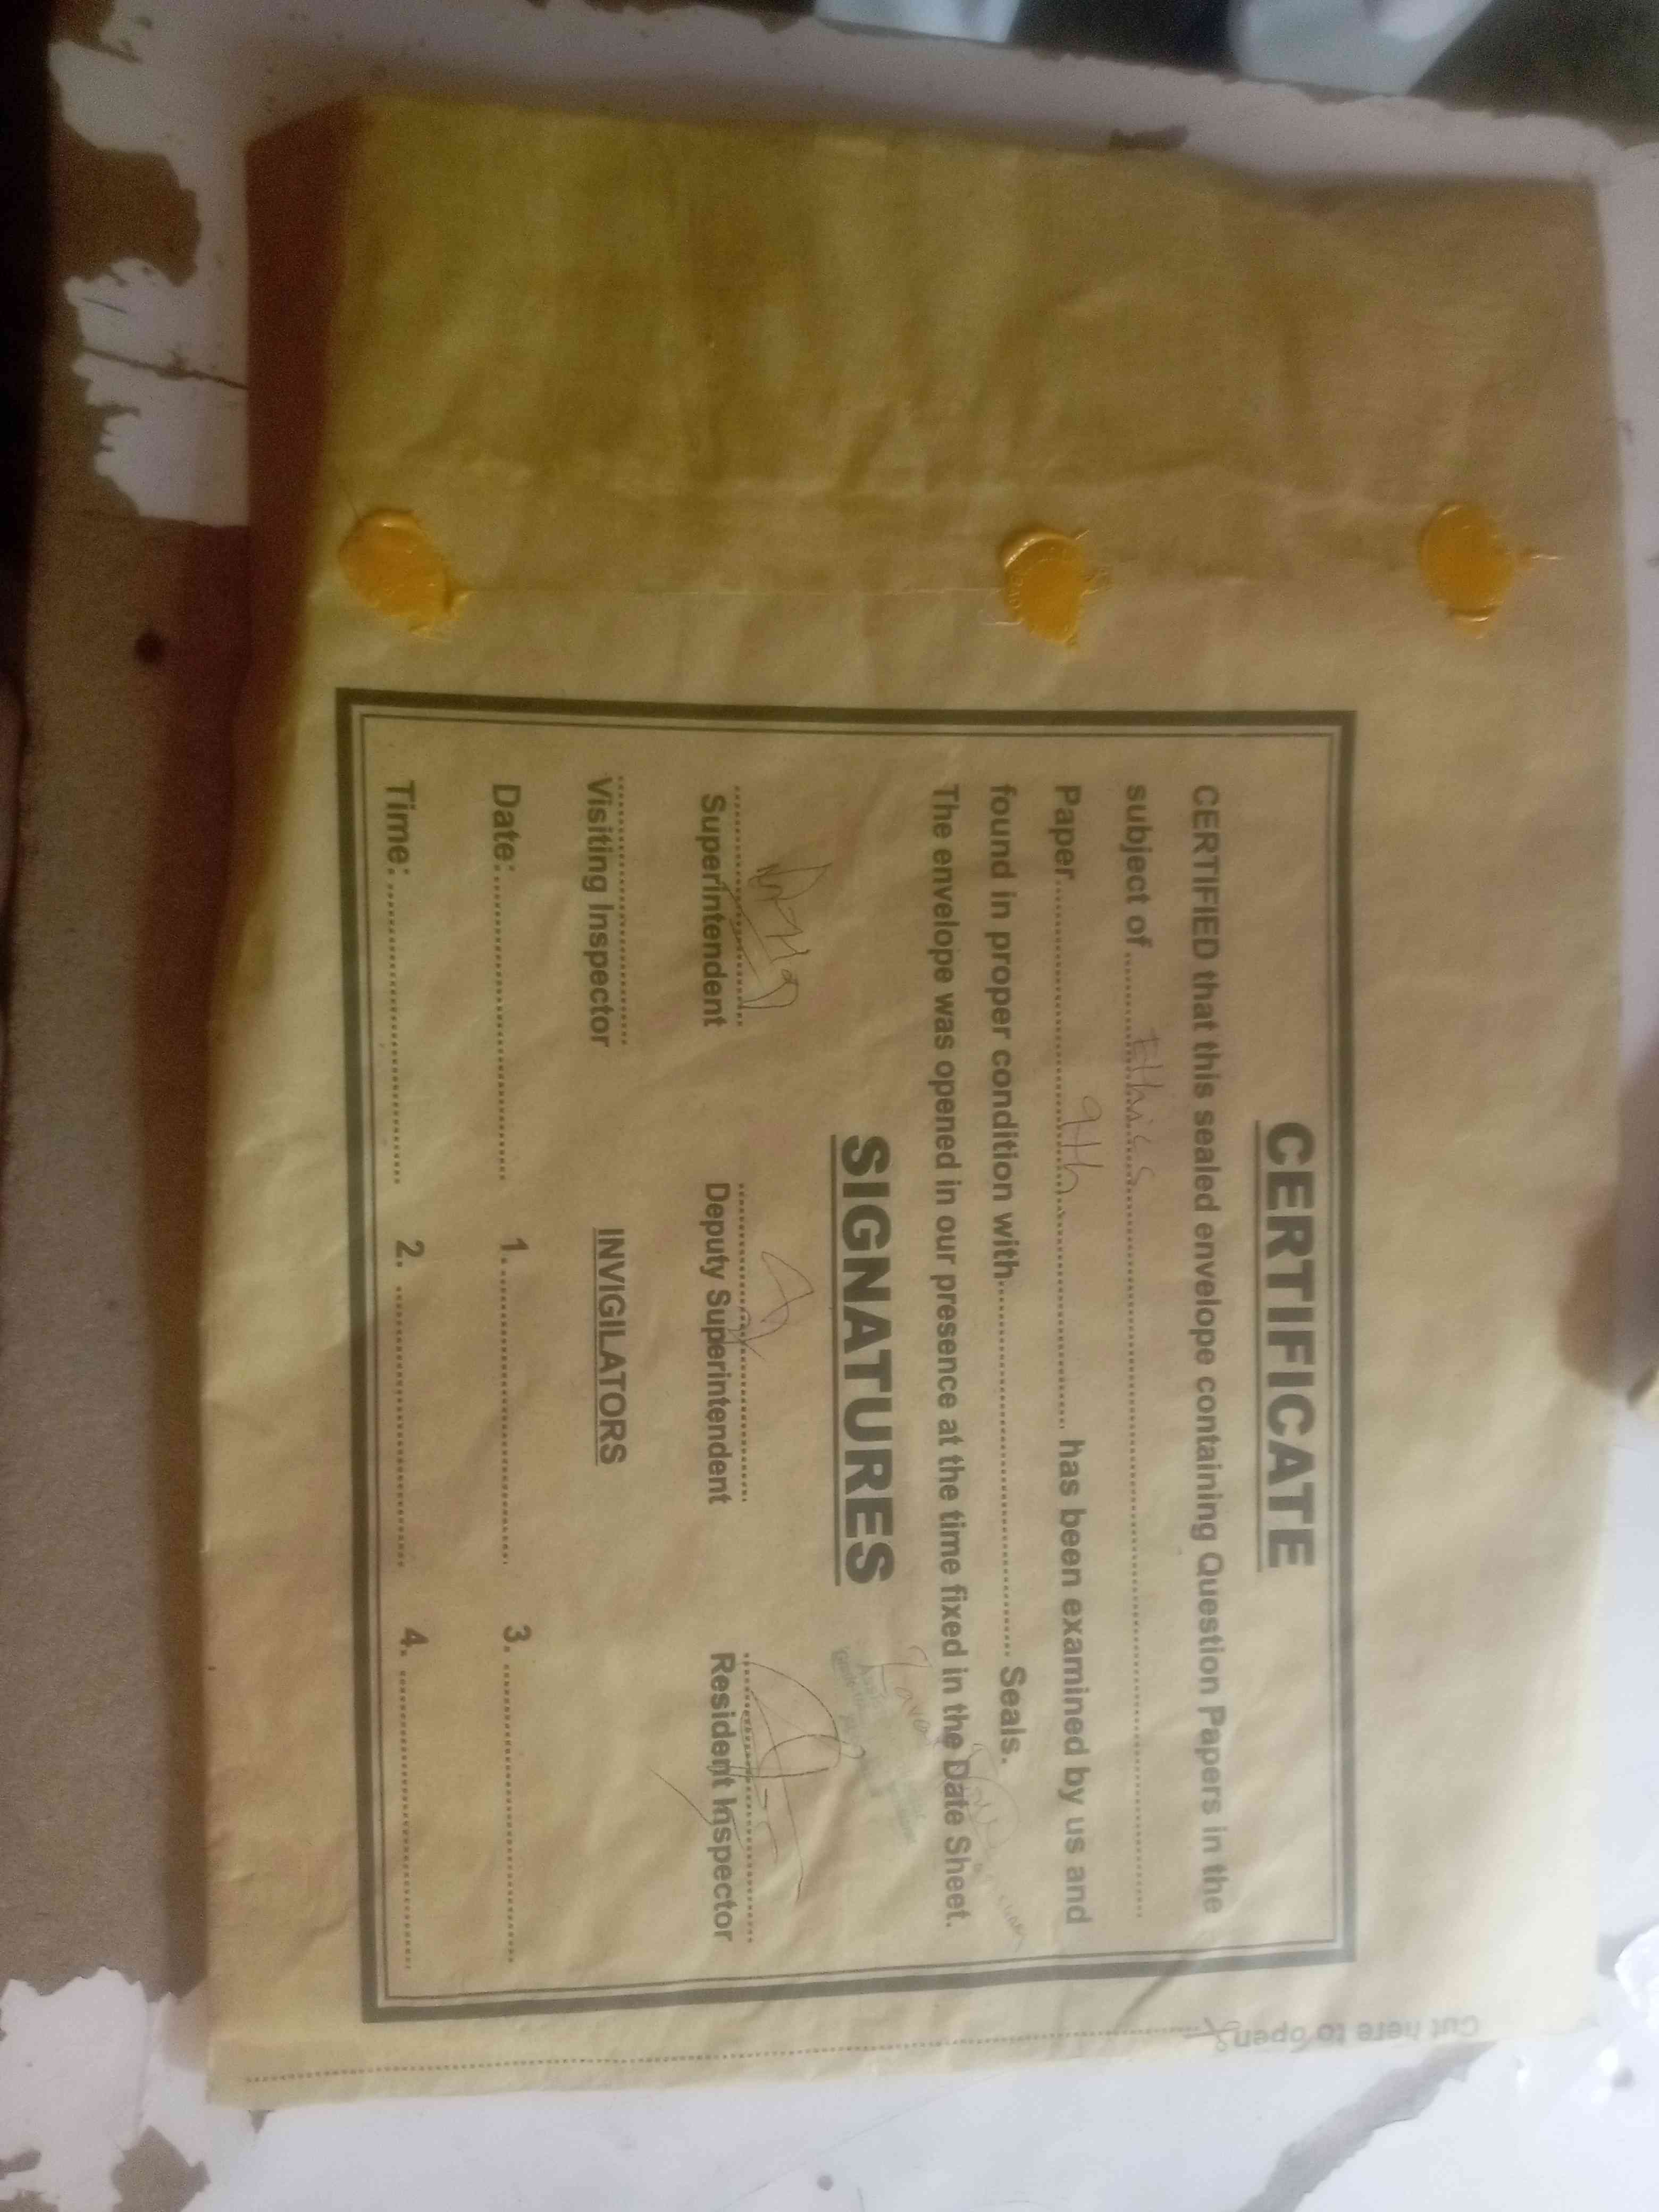 CERTIFICATE
CERTIFIED that this sealed envelope containing Question Papers in the
subject of ........Ethics................................
Paper..............9th.................... has been examined by us and
found in proper condition with.................................... Seals.
The envelope was opened in our presence at the time fixed in the Date Sheet.
SIGNATURES
Superintendent Deputy Superintendent Resident Inspector
Visiting Inspector INVIGILATORS
Date:.............................. 1.............................. 3. ..............................
Time: .............................. 2. .............................. 4. ..............................
Cut here to open